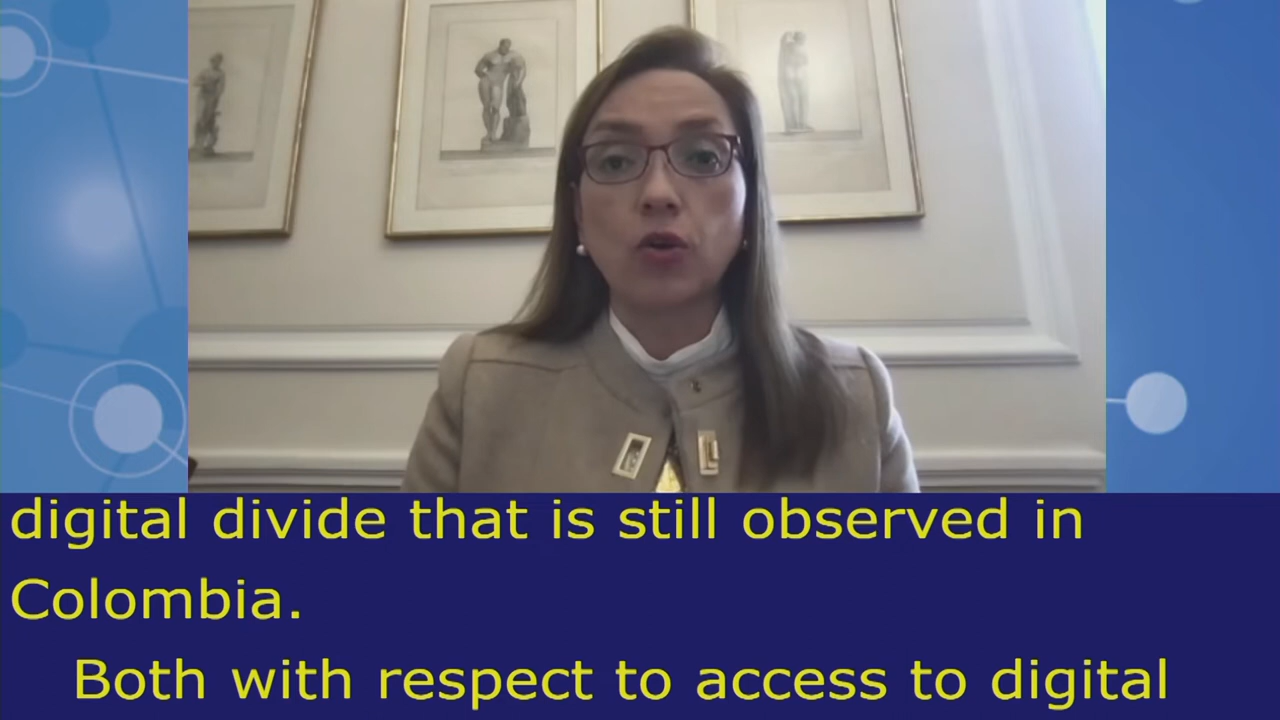 digital divide that is still observed in
Colombia.
Both with respect to access to digital